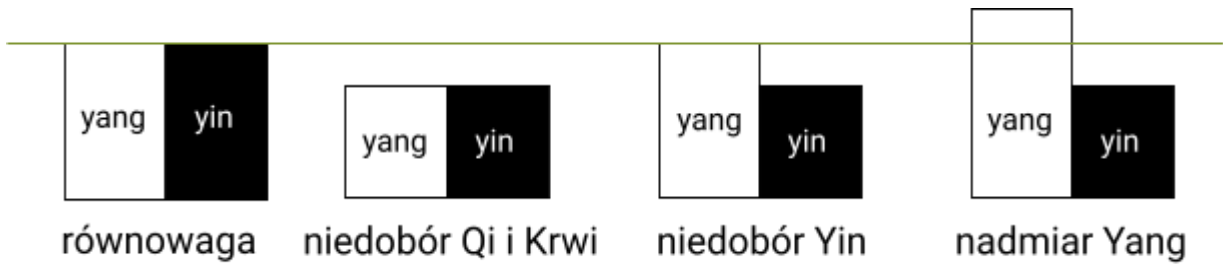 yang yin yang yin yang yin yang yin
równowaga niedobór Qi i Krwi niedobór Yin nadmiar Yang